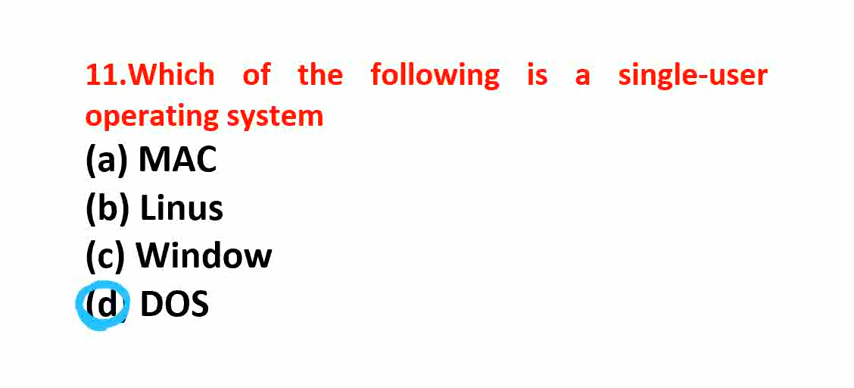 11.Which of the following is a single-user
operating system
(a) MAC
(b) Linus
(c) Window
(d) DOS